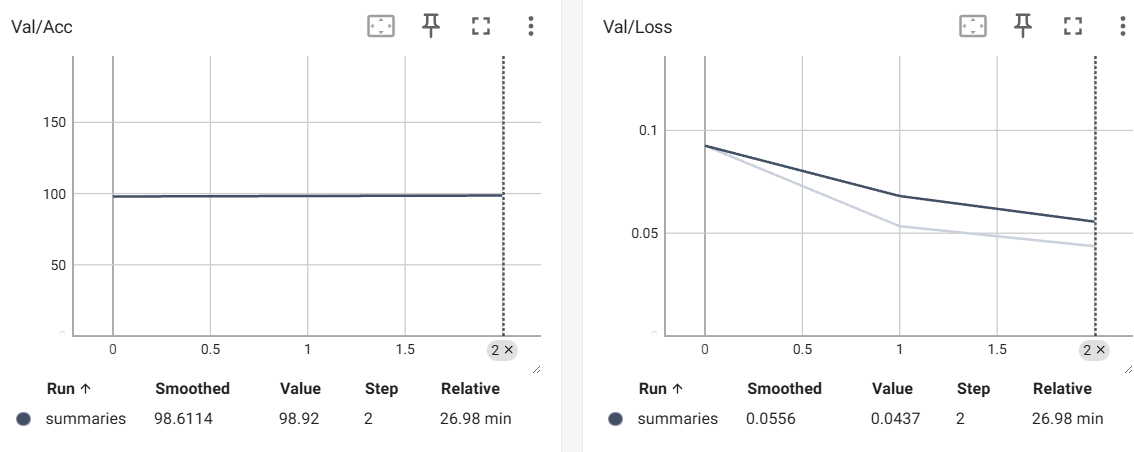 Val/Acc
150
100
50
0 0.5 1 1.5 2 ×
Run ↑ Smoothed Value Step Relative
summaries 98.6114 98.92 2 26.98 min
Val/Loss
0.1
0.05
0 0.5 1 1.5 2 ×
Run ↑ Smoothed Value Step Relative
summaries 0.0556 0.0437 2 26.98 min